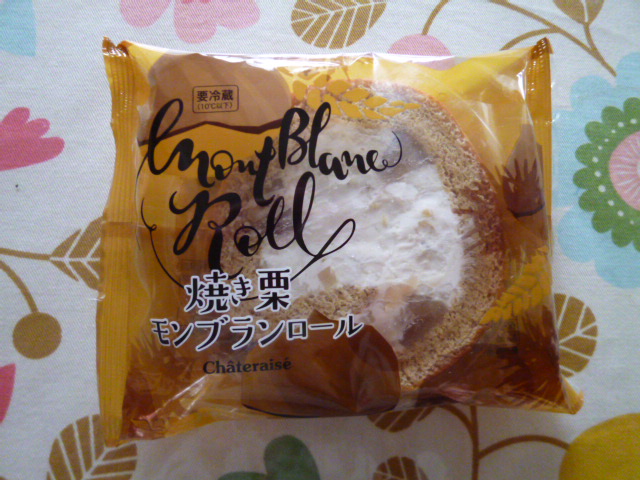 要冷蔵
(10℃以下)
Mont Blanc
Roll
焼き栗
モンブランロール
Châteraisé